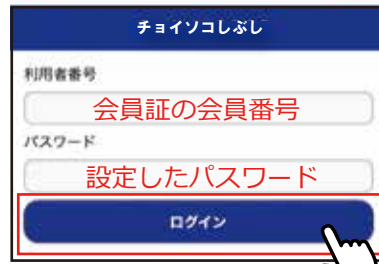 チョイソコしぶし
利用者番号
会員証の会員番号
パスワード
設定したパスワード
ログイン